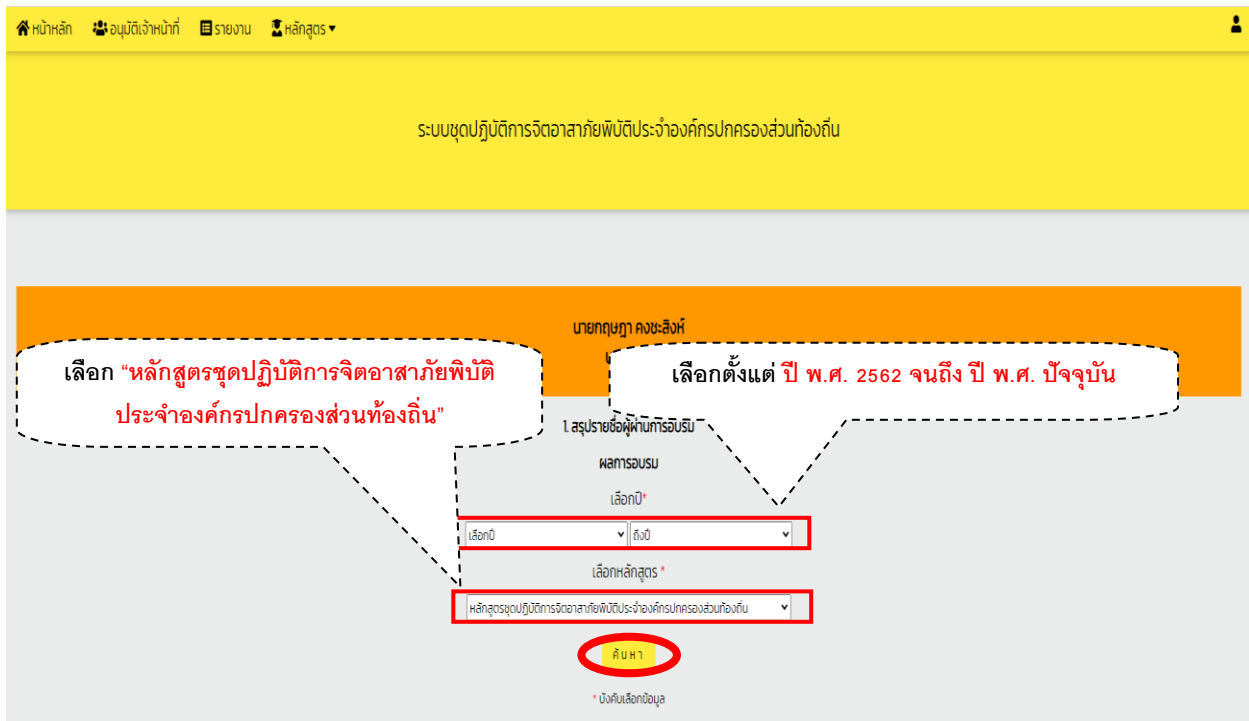 หน้าหลัก อนุมัติเจ้าหน้าที่ รายงาน หลักสูตร
ระบบชุดปฏิบัติการจิตอาสาภัยพิบัติประจำองค์กรปกครองส่วนท้องถิ่น
นายกฤษฎา คงชะสิงห์
เลือก “หลักสูตรชุดปฏิบัติการจิตอาสาภัยพิบัติ
ประจำองค์กรปกครองส่วนท้องถิ่น”
เลือกตั้งแต่ ปี พ.ศ. 2562 จนถึง ปี พ.ศ. ปัจจุบัน
1. สรุปรายชื่อผู้ผ่านการอบรม
ผลการอบรม
เลือกปี*
เลือกปี ถึงปี
เลือกหลักสูตร *
หลักสูตรชุดปฏิบัติการจิตอาสาภัยพิบัติประจำองค์กรปกครองส่วนท้องถิ่น
ค้นหา
* บังคับเลือกข้อมูล